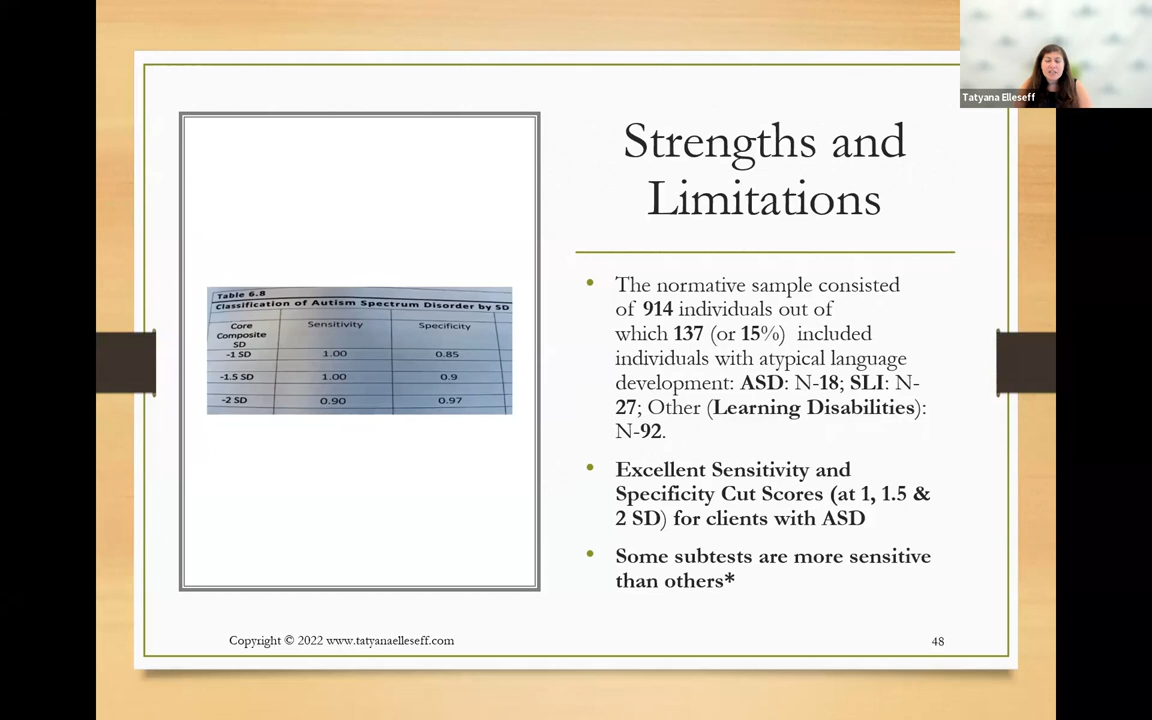 Tatyana Elleseff
Strengths and
Limitations
Table 6.8
Classification of Autism Spectrum Disorder by SD
Core
Composite
SD
Sensitivity
Specificity
-1 SD
1.00
0.85
-1.5 SD
1.00
0.9
-2 SD
0.90
0.97
• The normative sample consisted
of 914 individuals out of
which 137 (or 15%) included
individuals with atypical language
development: ASD: N-18; SLI: N-
27; Other (Learning Disabilities):
N-92.
• Excellent Sensitivity and
Specificity Cut Scores (at 1, 1.5 &
2 SD) for clients with ASD
• Some subtests are more sensitive
than others*
Copyright © 2022 www.tatyanaelleseff.com
48